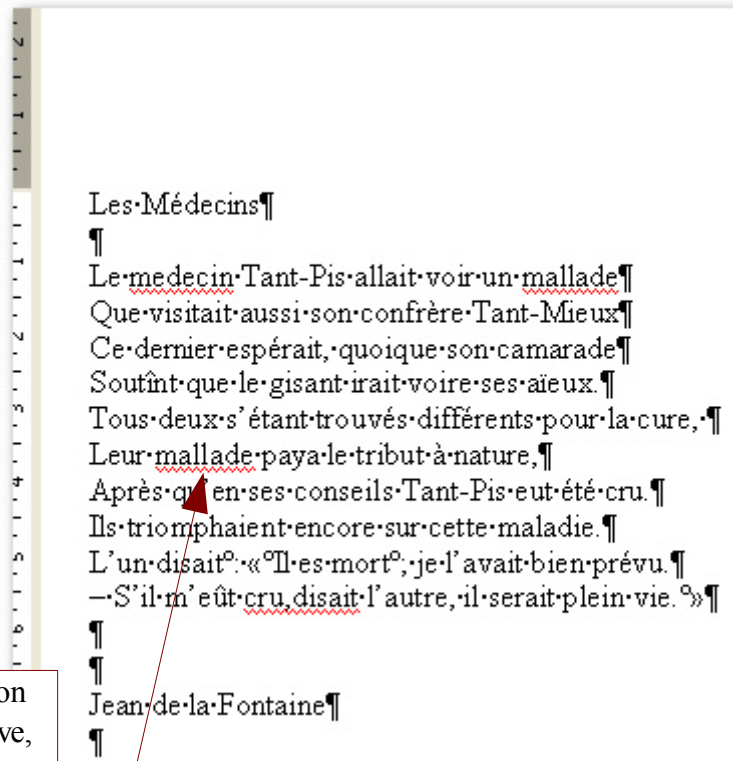 Les·Médecins¶
¶
Le·medecin·Tant-Pis·allait·voir·un·mallade¶
Que·visitait·aussi·son·confrère·Tant-Mieux¶
Ce·dernier·espérait,·quoique·son·camarade¶
Soutînt·que·le·gisant·irait·voire·ses·aïeux.¶
Tous·deux·s’étant·trouvés·différents·pour·la·cure,·¶
Leur·mallade·paya·le·tribut·à·nature,¶
Après·qu’en·ses·conseils·Tant-Pis·eut·été·cru.¶
Ils·triomphaient·encore·sur·cette·maladie.¶
L’un·disait°:·«°Il·es·mort°;·je·l’avait·bien·prévu.¶
–·S’il·m’eût·cru,disait·l’autre,·il·serait·plein·vie.°»¶
¶
¶
Jean·de·la·Fontaine¶
¶
on
ve,